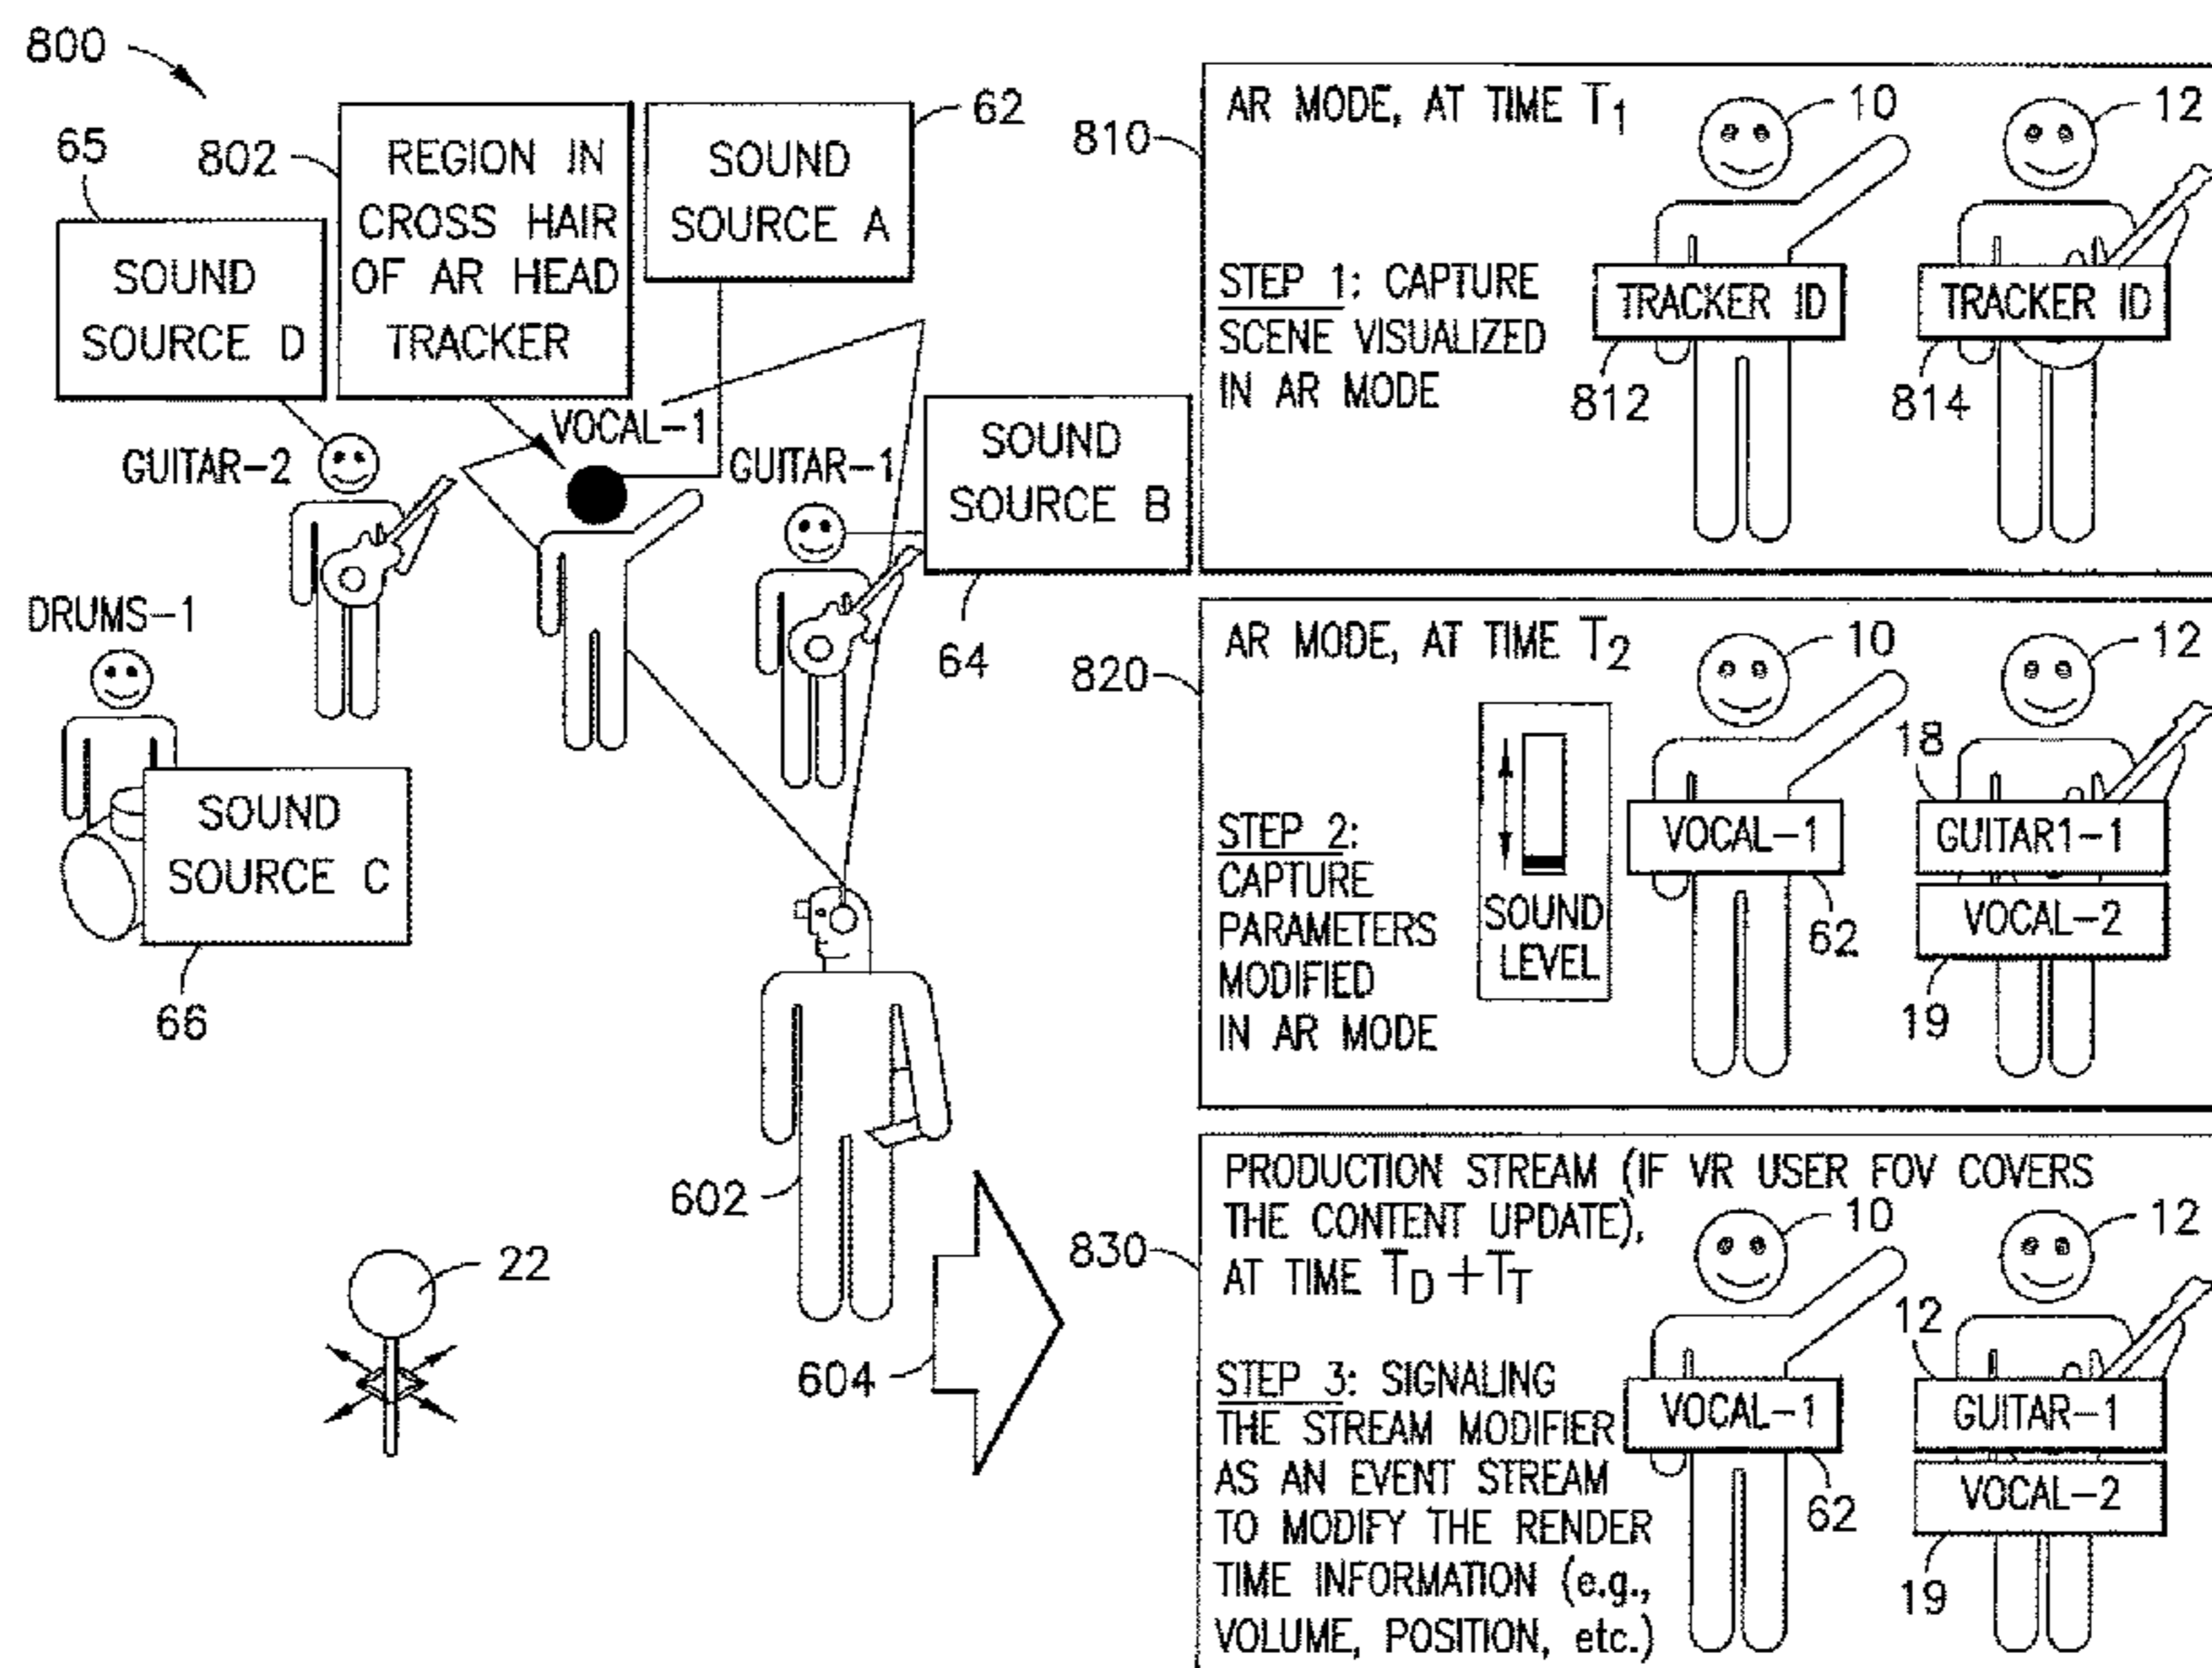 800
65
SOUND
SOURCE D
802
REGION IN
CROSS HAIR
OF AR HEAD
TRACKER
62
SOUND
SOURCE A
VOCAL-1
GUITAR-2
GUITAR-1
SOUND
SOURCE B
64
DRUMS-1
SOUND
SOURCE C
66
602
22
604
810
AR MODE, AT TIME T1
10
12
STEP 1: CAPTURE
SCENE VISUALIZED
IN AR MODE
TRACKER ID
TRACKER ID
812
814
820
AR MODE, AT TIME T2
10
12
18
STEP 2:
CAPTURE
PARAMETERS
MODIFIED
IN AR MODE
SOUND
LEVEL
VOCAL-1
62
GUITAR1-1
VOCAL-2
19
830
PRODUCTION STREAM (IF VR USER FOV COVERS
THE CONTENT UPDATE),
AT TIME TD+TT
10
12
12
STEP 3: SIGNALING
THE STREAM MODIFIER
AS AN EVENT STREAM
TO MODIFY THE RENDER
TIME INFORMATION (e.g.,
VOLUME, POSITION, etc.)
VOCAL-1
62
GUITAR-1
VOCAL-2
19